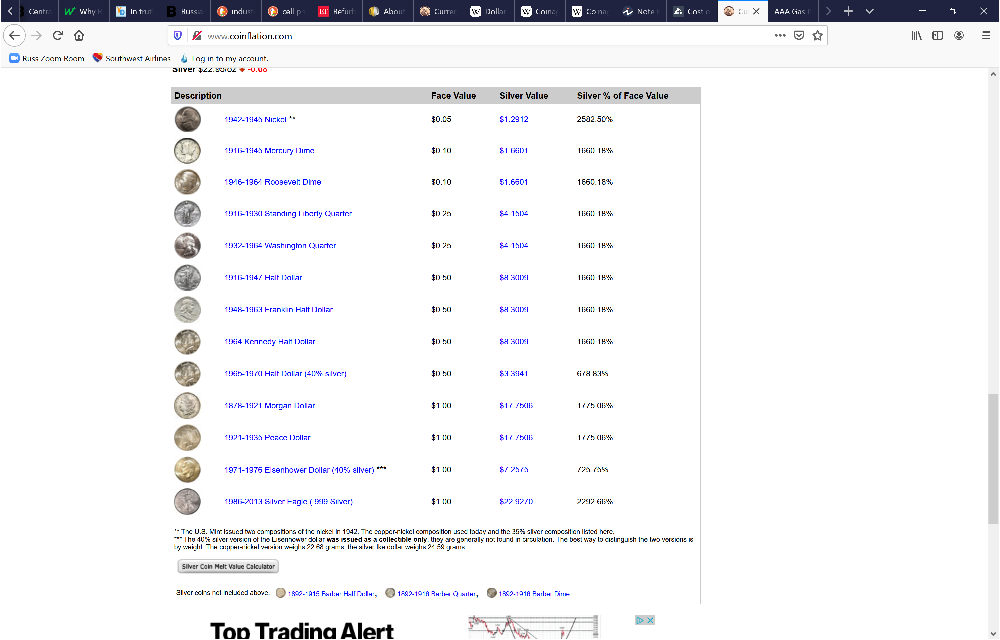 Centra
Why R
In trut
Russia
indust
cell ph
ET Refurb
About
Curren
W Dollar
W Coinag
W Coinag
Note F
The State Cost o
Cu
AAA Gas P
www.coinflation.com
Russ Zoom Room Southwest Airlines Log in to my account.
Silver $22.95/oz -0.08
Description Face Value Silver Value Silver % of Face Value
1942-1945 Nickel ** $0.05 $1.2912 2582.50%
1916-1945 Mercury Dime $0.10 $1.6601 1660.18%
1946-1964 Roosevelt Dime $0.10 $1.6601 1660.18%
1916-1930 Standing Liberty Quarter $0.25 $4.1504 1660.18%
1932-1964 Washington Quarter $0.25 $4.1504 1660.18%
1916-1947 Half Dollar $0.50 $8.3009 1660.18%
1948-1963 Franklin Half Dollar $0.50 $8.3009 1660.18%
1964 Kennedy Half Dollar $0.50 $8.3009 1660.18%
1965-1970 Half Dollar (40% silver) $0.50 $3.3941 678.83%
1878-1921 Morgan Dollar $1.00 $17.7506 1775.06%
1921-1935 Peace Dollar $1.00 $17.7506 1775.06%
1971-1976 Eisenhower Dollar (40% silver) *** $1.00 $7.2575 725.75%
1986-2013 Silver Eagle (.999 Silver) $1.00 $22.9270 2292.66%
** The U.S. Mint issued two compositions of the nickel in 1942. The copper-nickel composition used today and the 35% silver composition listed here.
*** The 40% silver version of the Eisenhower dollar was issued as a collectible only, they are generally not found in circulation. The best way to distinguish the two versions is
by weight. The copper-nickel version weighs 22.68 grams, the silver Ike dollar weighs 24.59 grams.
Silver Coin Melt Value Calculator
Silver coins not included above: 1892-1915 Barber Half Dollar, 1892-1916 Barber Quarter, 1892-1916 Barber Dime
Top Trading Alert